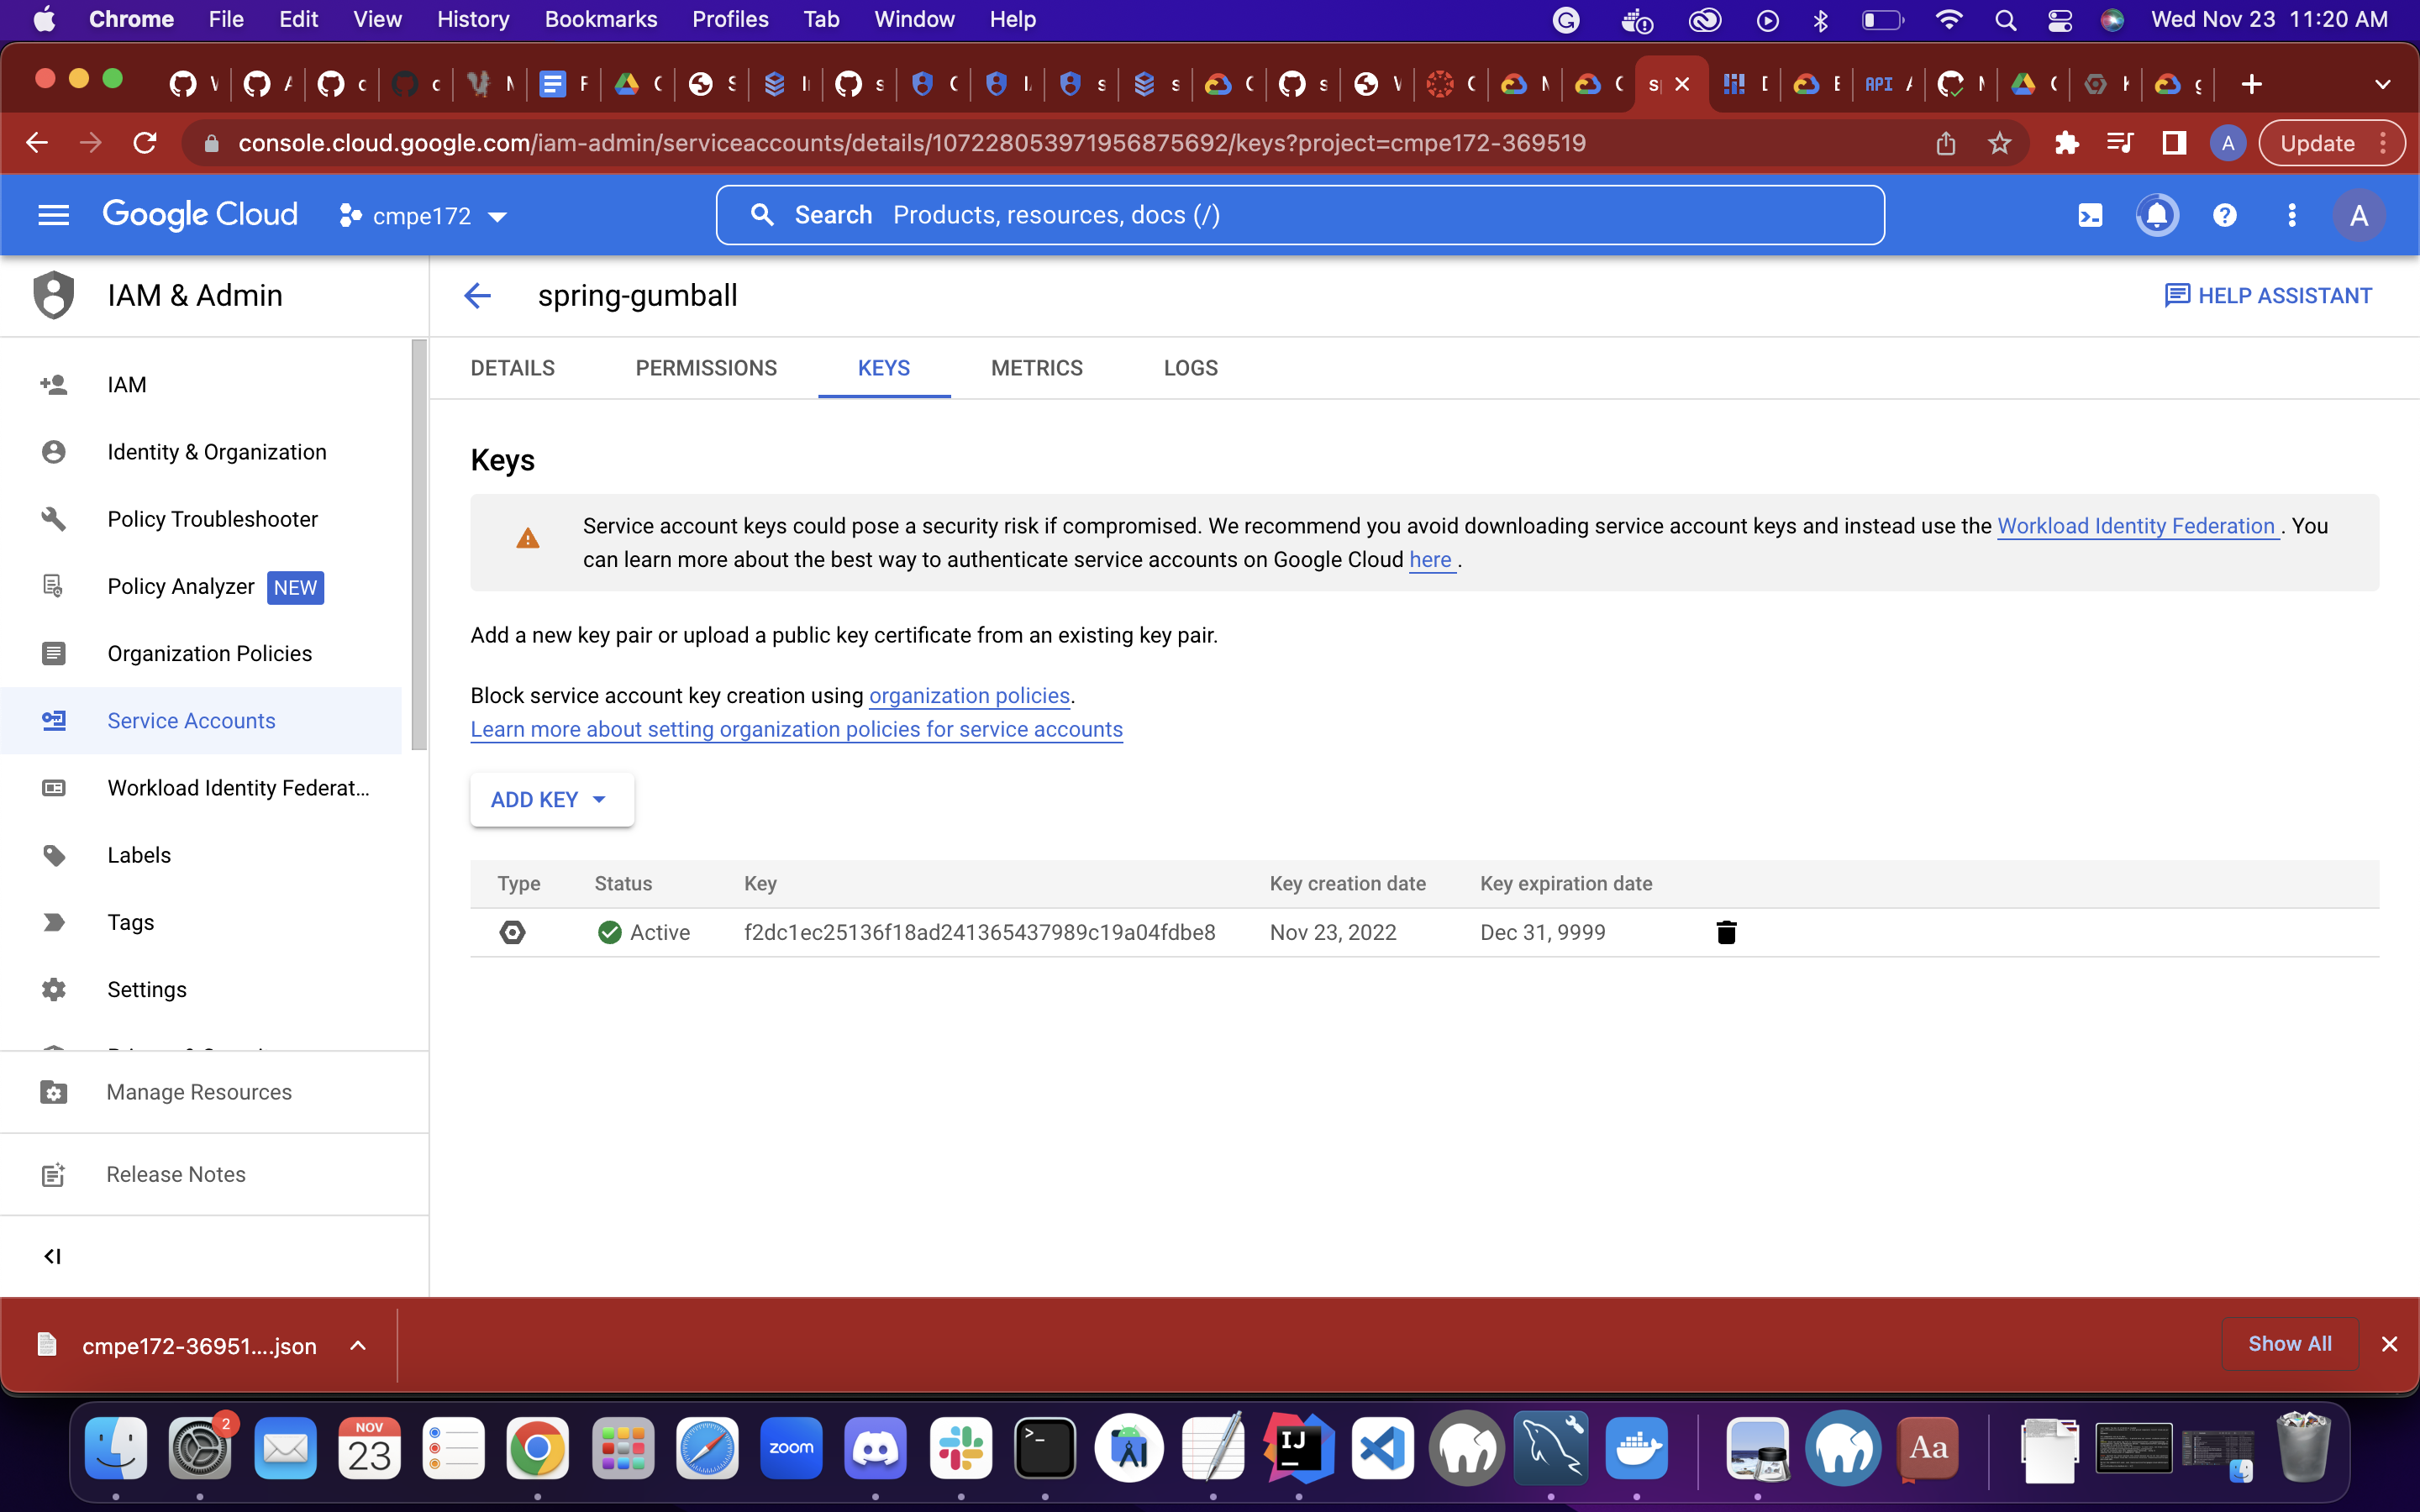 Chrome File Edit View History Bookmarks Profiles Tab Window Help Wed Nov 23 11:20 AM
s
console.cloud.google.com/iam-admin/serviceaccounts/details/107228053971956875692/keys?project=cmpe172-369519 A Update
Google Cloud cmpe172 Search Products, resources, docs (/) A
IAM & Admin
spring-gumball
HELP ASSISTANT
DETAILS PERMISSIONS KEYS METRICS LOGS
IAM
Identity & Organization
Policy Troubleshooter
Policy Analyzer NEW
Organization Policies
Service Accounts
Workload Identity Federat...
Labels
Tags
Settings
Manage Resources
Release Notes
Keys
Service account keys could pose a security risk if compromised. We recommend you avoid downloading service account keys and instead use the Workload Identity Federation . You
can learn more about the best way to authenticate service accounts on Google Cloud here .
Add a new key pair or upload a public key certificate from an existing key pair.
Block service account key creation using organization policies.
Learn more about setting organization policies for service accounts
ADD KEY
Type Status Key Key creation date Key expiration date
Active f2dc1ec25136f18ad241365437989c19a04fdbe8 Nov 23, 2022 Dec 31, 9999
cmpe172-36951....json
Show All
2
NOV
23
zoom
IJ
Aa